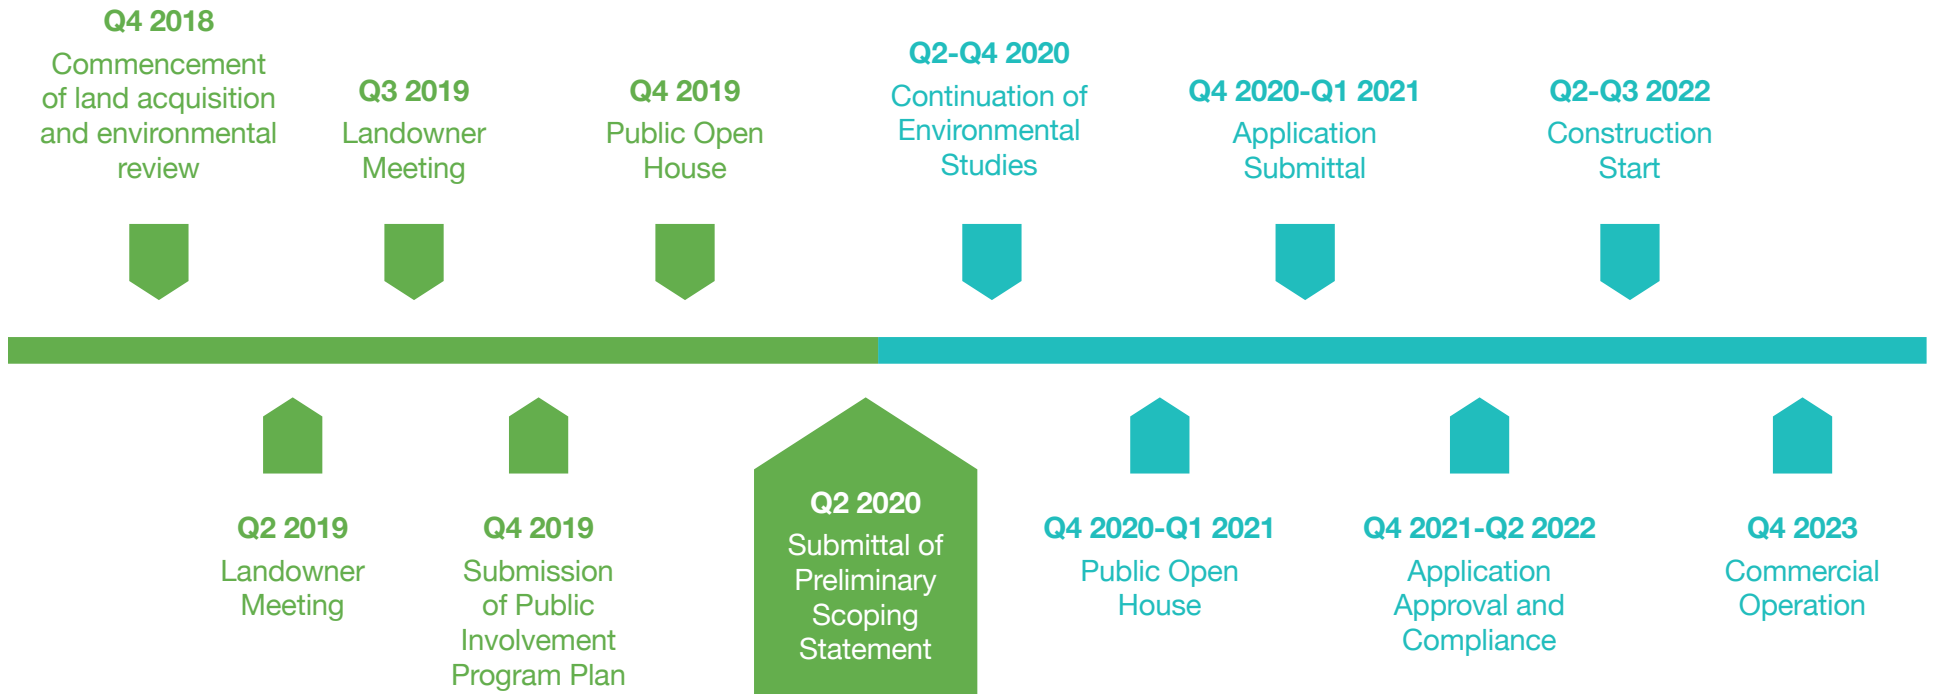 Q4 2018
Commencement
of land acquisition
and environmental
review
Q3 2019
Landowner
Meeting
Q4 2019
Public Open
House
Q2-Q4 2020
Continuation of
Environmental
Studies
Q4 2020-Q1 2021
Application
Submittal
Q2-Q3 2022
Construction
Start
Q2 2019
Landowner
Meeting
Q4 2019
Submission
of Public
Involvement
Program Plan
Q2 2020
Submittal of
Preliminary
Scoping
Statement
Q4 2020-Q1 2021
Public Open
House
Q4 2021-Q2 2022
Application
Approval and
Compliance
Q4 2023
Commercial
Operation